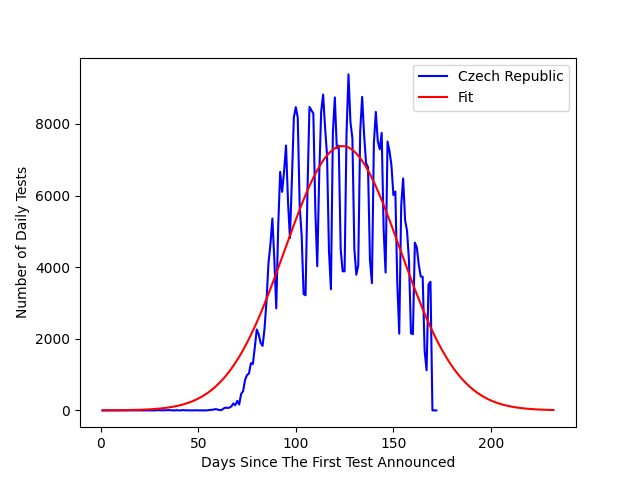 Czech Republic
Fit
8000
6000
4000
2000
0
Number of Daily Tests
0 50 100 150 200
Days Since The First Test Announced